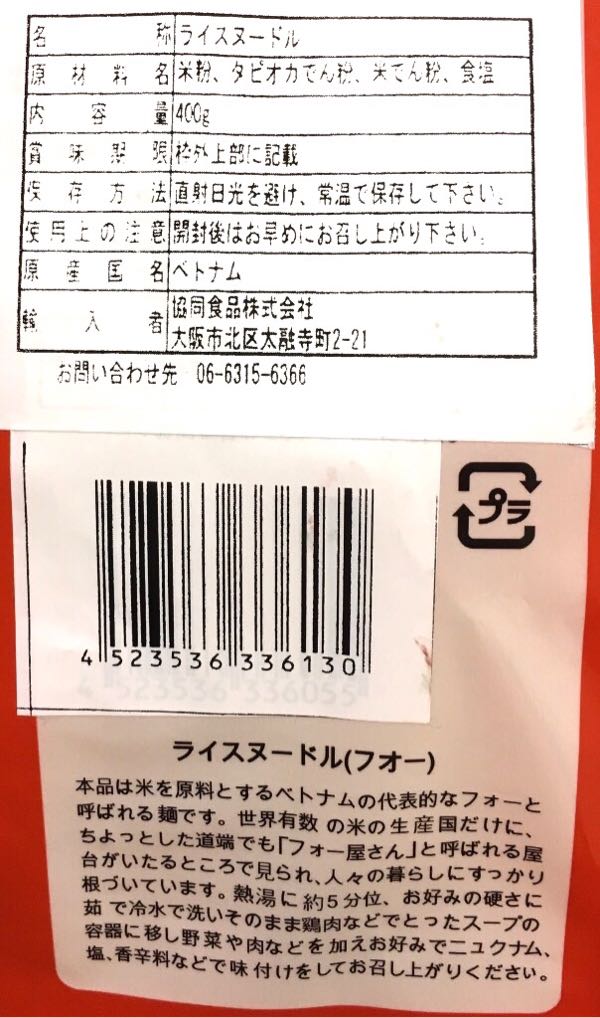 名称 ライスヌードル
原材料名 米粉、タピオカでん粉、米でん粉、食塩
内容量 400g
賞味期限 枠外上部に記載
保存方法 直射日光を避け、常温で保存して下さい。
使用上の注意 開封後はお早めにお召し上がり下さい。
原産国名 ベトナム
輸入者 協同食品株式会社
大阪市北区太融寺町2-21
お問い合わせ先 06-6315-6366
プラ
4 523536 336130
4 523536 336055
ライスヌードル(フオー)
本品は米を原料とするベトナムの代表的なフォーと
呼ばれる麺です。世界有数の米の生産国だけに、
ちよっとした道端でも「フォー屋さん」と呼ばれる屋
台がいたるところで見られ、人々の暮らしにすっかり
根づいています。熱湯に約5分位、お好みの硬さに
茹で冷水で洗いそのまま鶏肉などでとったスープの
容器に移し野菜や肉などを加えお好みでニュクナム、
塩、香辛料などで味付けをしてお召し上がりください。